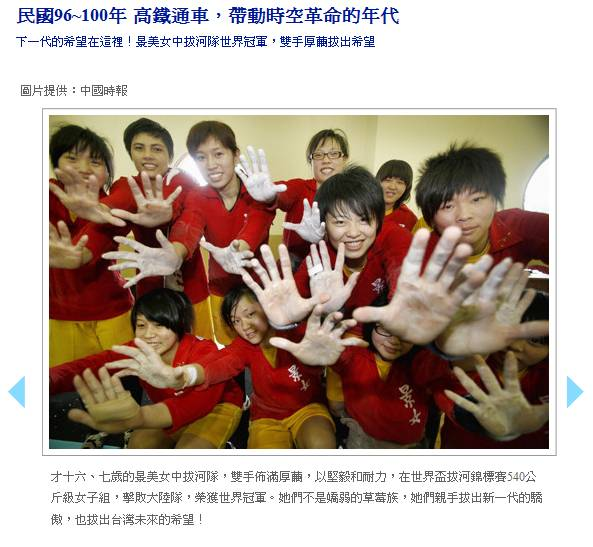 民國96~100年 高鐵通車，帶動時空革命的年代
下一代的希望在這裡！景美女中拔河隊世界冠軍，雙手厚繭拔出希望
圖片提供：中國時報
才十六、七歲的景美女中拔河隊，雙手佈滿厚繭，以堅毅和耐力，在世界盃拔河錦標賽540公
斤級女子組，擊敗大陸隊，榮獲世界冠軍。她們不是嬌弱的草莓族，她們親手拔出新一代的驕
傲，也拔出台灣未來的希望！